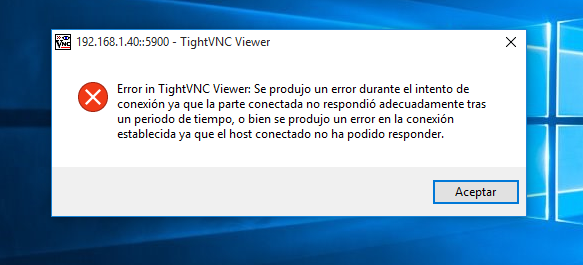 192.168.1.40::5900 - TightVNC Viewer
Error in TightVNC Viewer: Se produjo un error durante el intento de
conexión ya que la parte conectada no respondió adecuadamente tras
un periodo de tiempo, o bien se produjo un error en la conexión
establecida ya que el host conectado no ha podido responder.
Aceptar